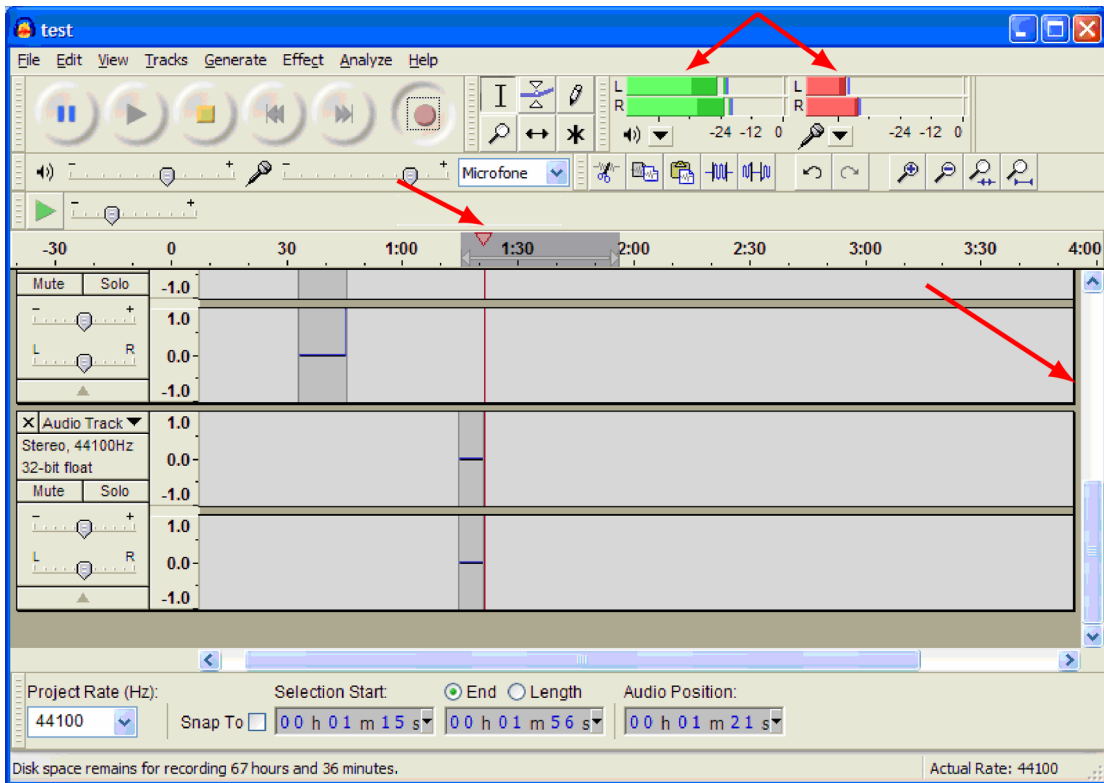 test
File Edit View Tracks Generate Effect Analyze Help
L
R
-24 -12 0
L
R
-24 -12 0
- + - + Microfone
- +
-30 0 30 1:00 1:30 2:00 2:30 3:00 3:30 4:00
Mute Solo -1.0
- + 1.0
L R 0.0
-1.0
X Audio Track 1.0
Stereo, 44100Hz
32-bit float 0.0
Mute Solo -1.0
- + 1.0
L R 0.0
-1.0
Project Rate (Hz): Selection Start: End Length Audio Position:
44100 Snap To 00 h 01 m 15 s 00 h 01 m 56 s 00 h 01 m 21 s
Disk space remains for recording 67 hours and 36 minutes. Actual Rate: 44100